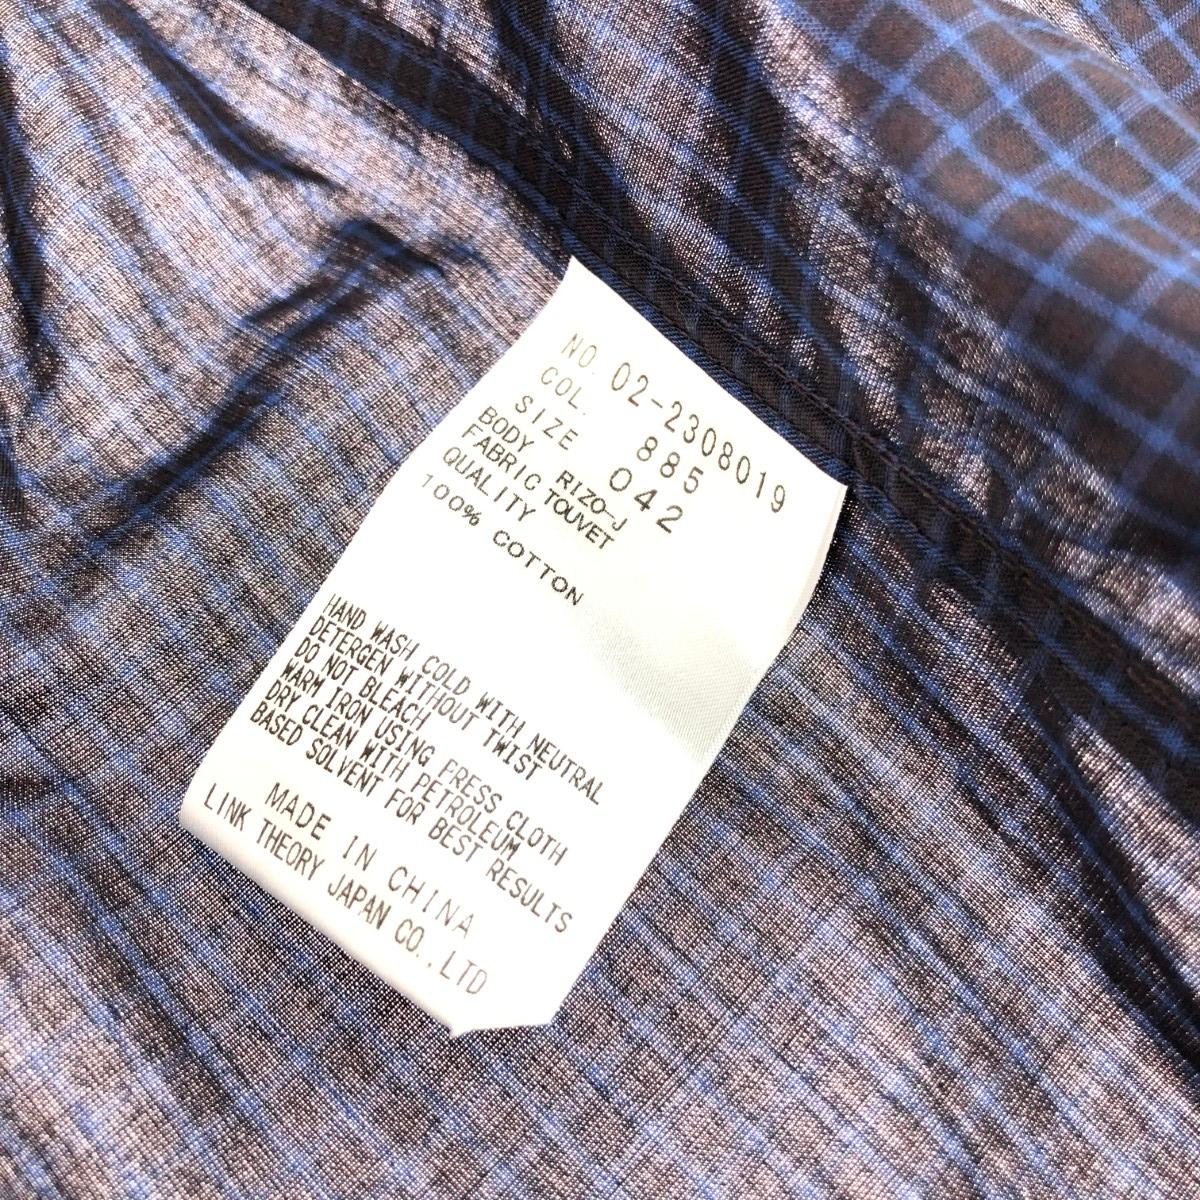 NO. 02-2308019
COL. 885
SIZE 042
BODY RIZO-J
FABRIC TOUVET
QUALITY
100% COTTON
HAND WASH COLD WITH NEUTRAL
DETERGEN WITHOUT TWIST
DO NOT BLEACH
WARM IRON USING PRESS CLOTH
DRY CLEAN WITH PETROLEUM
BASED SOLVENT FOR BEST RESULTS
MADE IN CHINA
LINK THEORY JAPAN CO.,LTD